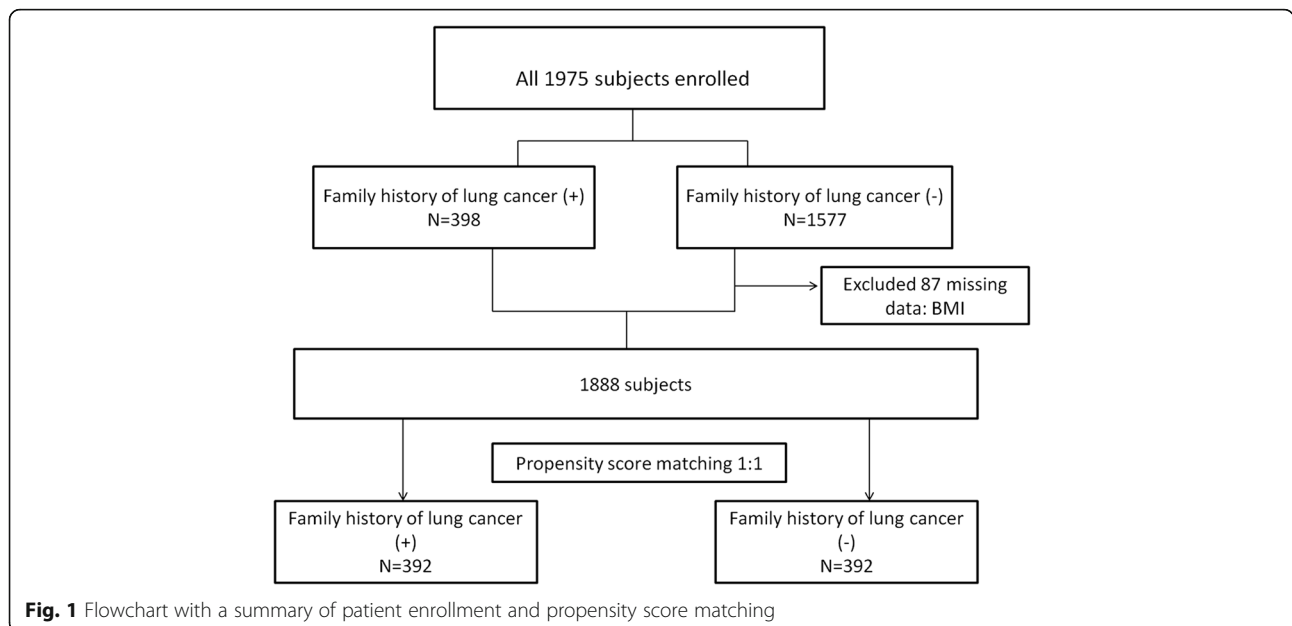 All 1975 subjects enrolled
Family history of lung cancer (+)
N=398
Family history of lung cancer (-)
N=1577
Excluded 87 missing
data: BMI
1888 subjects
Propensity score matching 1:1
Family history of lung cancer
(+)
N=392
Family history of lung cancer
(-)
N=392
Fig. 1 Flowchart with a summary of patient enrollment and propensity score matching